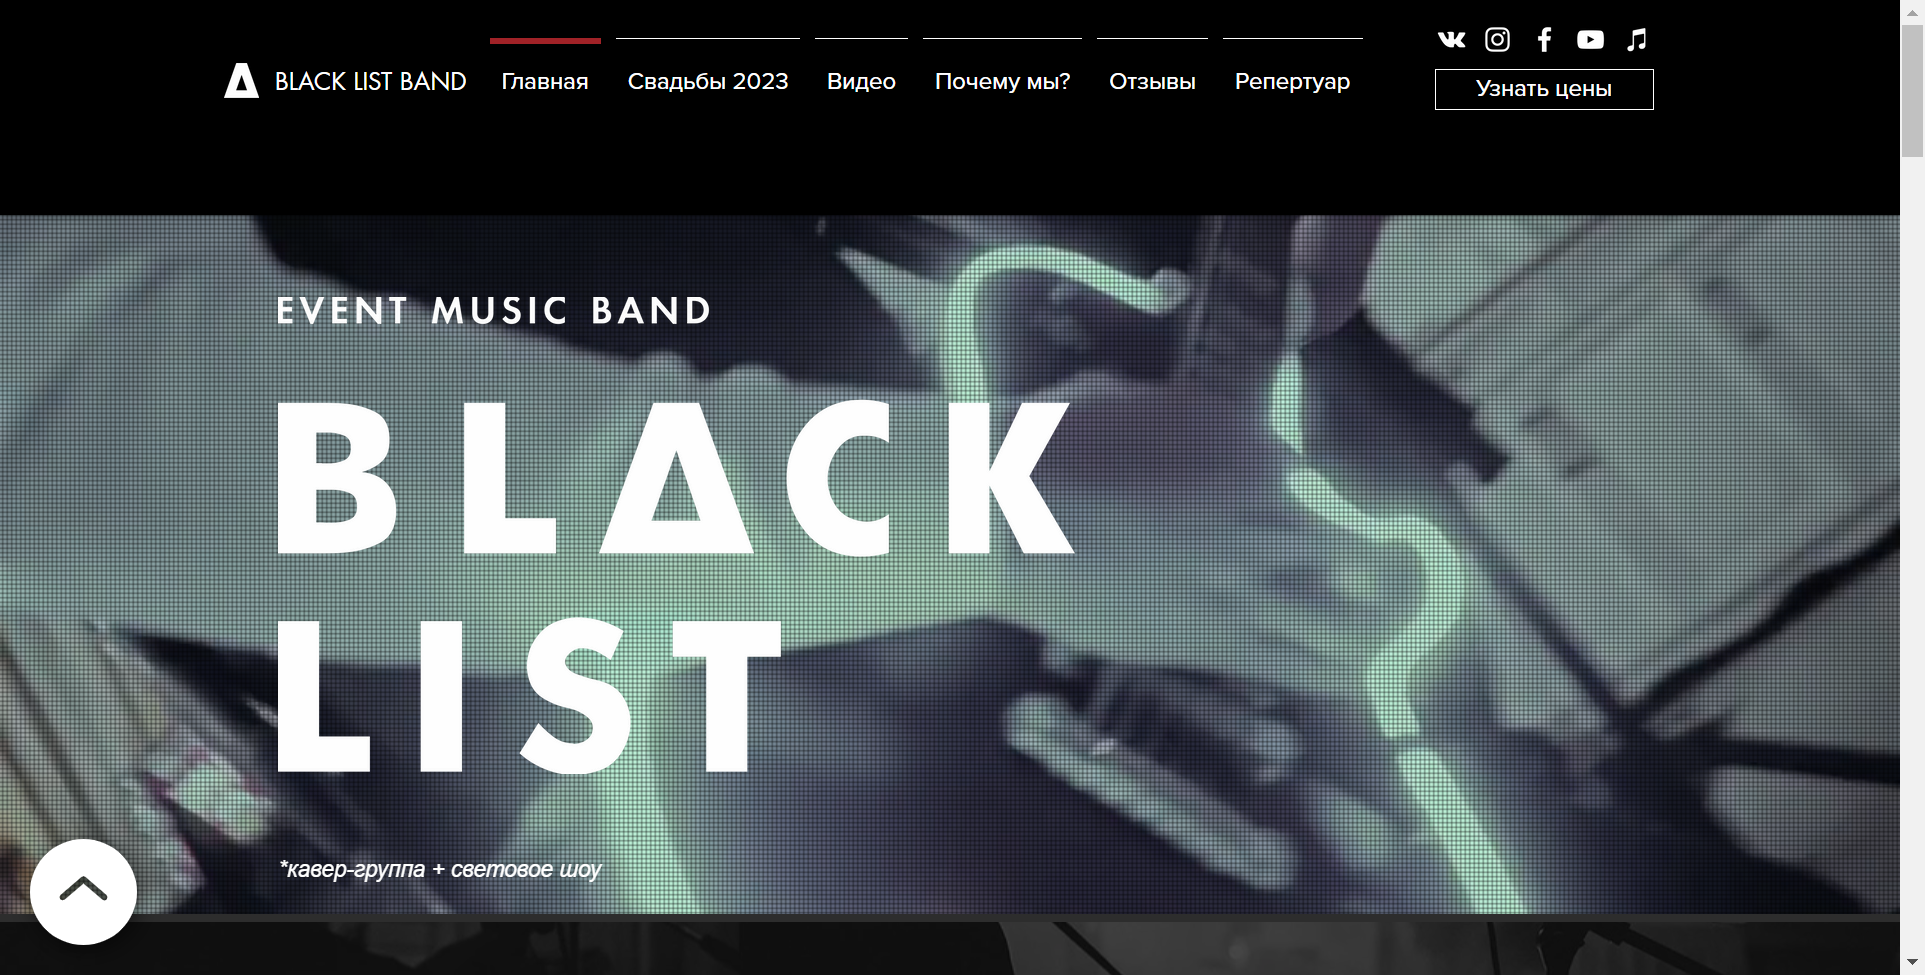 BLACK LIST BAND
Главная
Свадьбы 2023
Видео
Почему мы?
Отзывы
Репертуар
Узнать цены
EVENT MUSIC BAND
BLACK
LIST
*кавер-группа + световое шоу